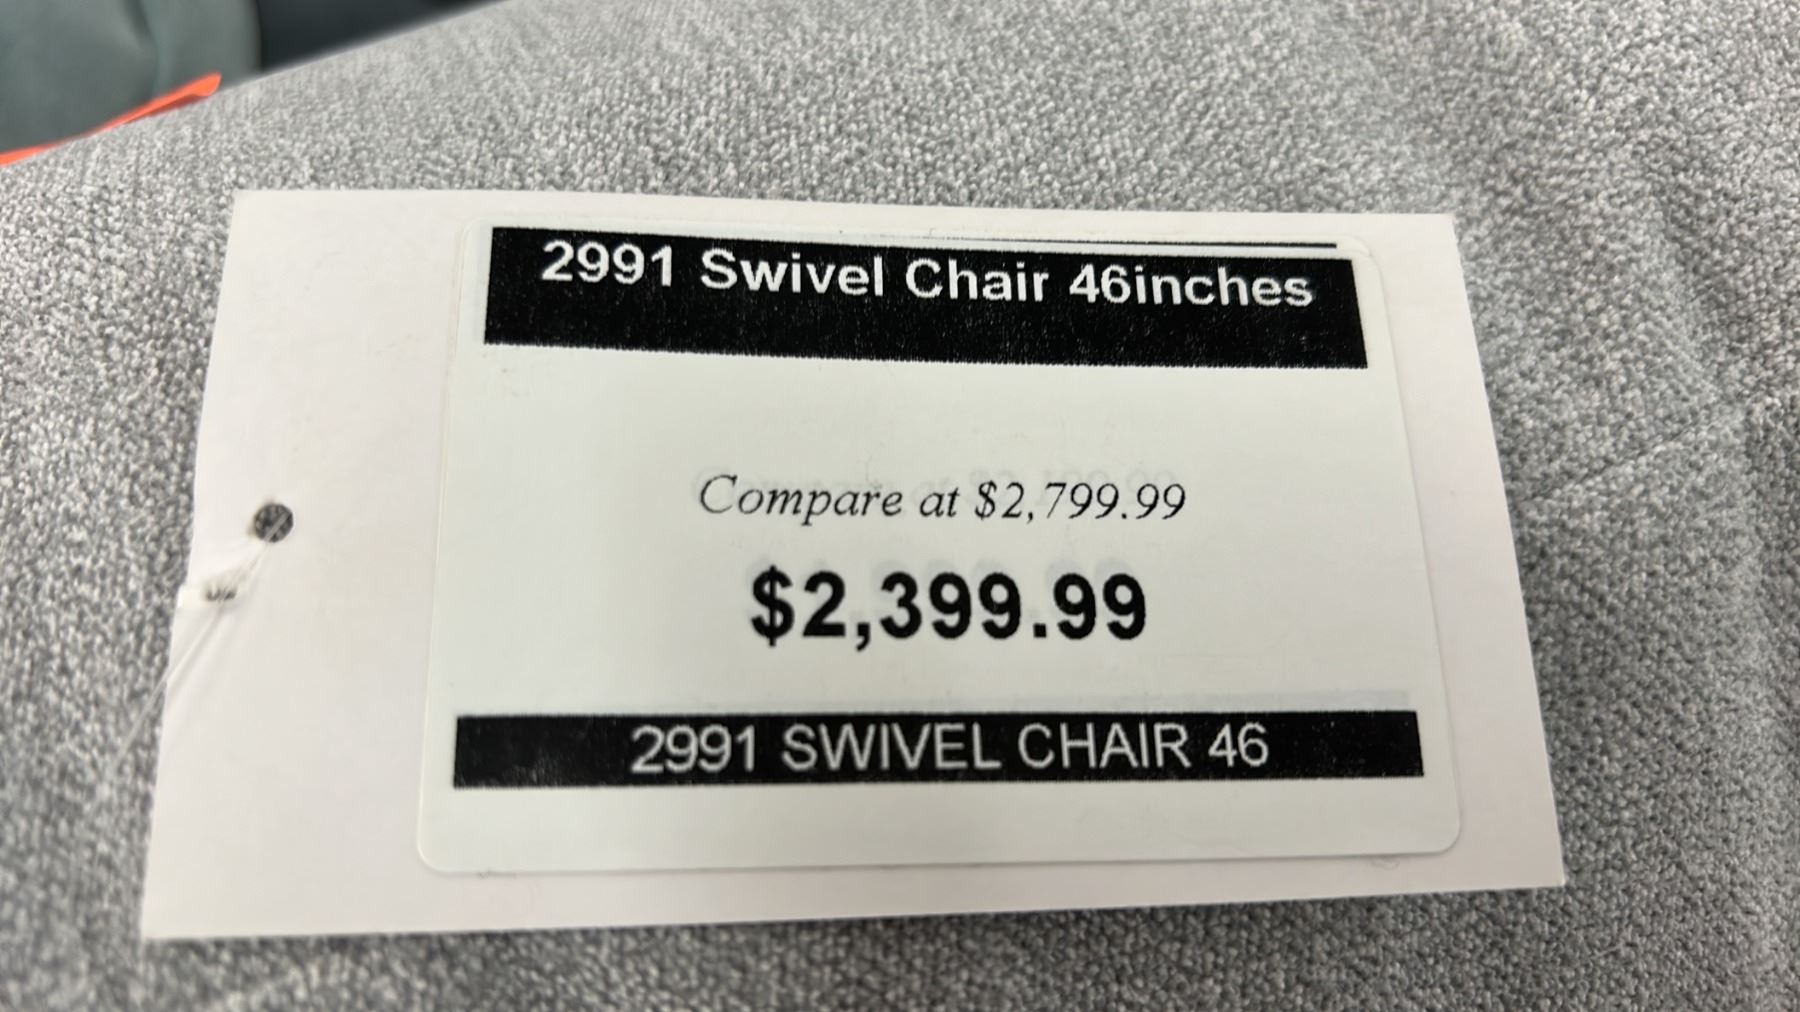 2991 Swivel Chair 46inches
Compare at $2,799.99
$2,399.99
2991 SWIVEL CHAIR 46